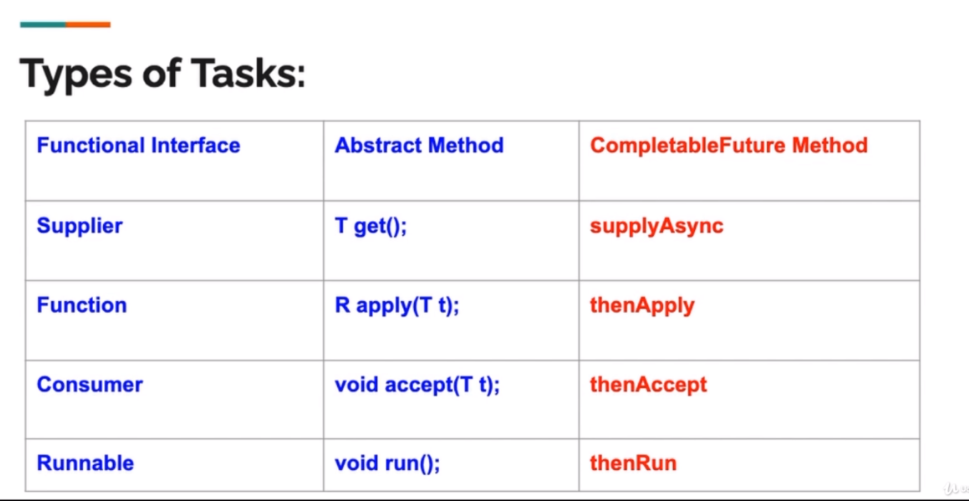 Types of Tasks:
Functional Interface Abstract Method CompletableFuture Method
Supplier T get(); supplyAsync
Function R apply(T t); thenApply
Consumer void accept(T t); thenAccept
Runnable void run(); thenRun